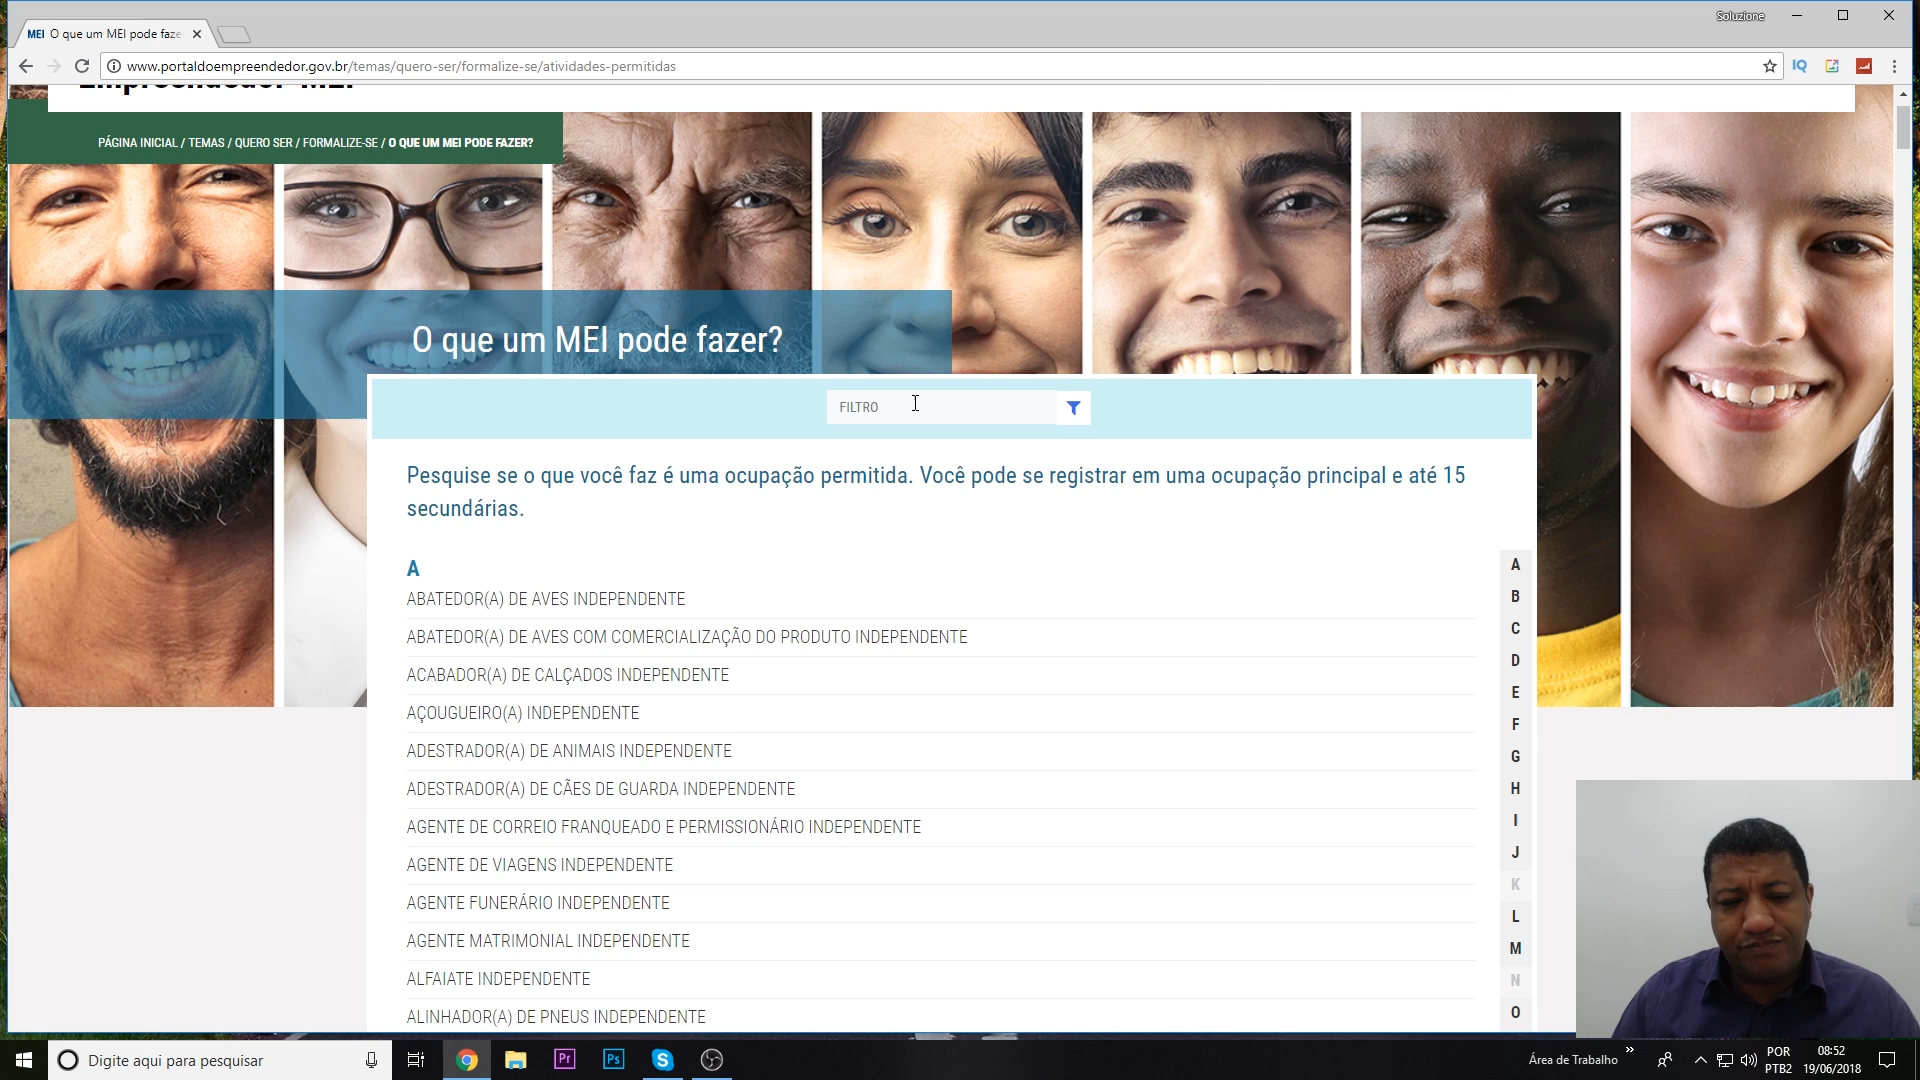 Soluzione
MEI O que um MEI pode faze
www.portaldoempreendedor.gov.br/temas/quero-ser/formalize-se/atividades-permitidas
IQ
Empreendedor MEI
PÁGINA INICIAL / TEMAS / QUERO SER / FORMALIZE-SE / O QUE UM MEI PODE FAZER?
O que um MEI pode fazer?
FILTRO
Pesquise se o que você faz é uma ocupação permitida. Você pode se registrar em uma ocupação principal e até 15
secundárias.
A
ABATEDOR(A) DE AVES INDEPENDENTE
ABATEDOR(A) DE AVES COM COMERCIALIZAÇÃO DO PRODUTO INDEPENDENTE
ACABADOR(A) DE CALÇADOS INDEPENDENTE
AÇOUGUEIRO(A) INDEPENDENTE
ADESTRADOR(A) DE ANIMAIS INDEPENDENTE
ADESTRADOR(A) DE CÃES DE GUARDA INDEPENDENTE
AGENTE DE CORREIO FRANQUEADO E PERMISSIONÁRIO INDEPENDENTE
AGENTE DE VIAGENS INDEPENDENTE
AGENTE FUNERÁRIO INDEPENDENTE
AGENTE MATRIMONIAL INDEPENDENTE
ALFAIATE INDEPENDENTE
ALINHADOR(A) DE PNEUS INDEPENDENTE
A
B
C
D
E
F
G
H
I
J
K
L
M
N
O
Digite aqui para pesquisar
Pr
Ps
Área de Trabalho
POR
PTB2
08:52
19/06/2018